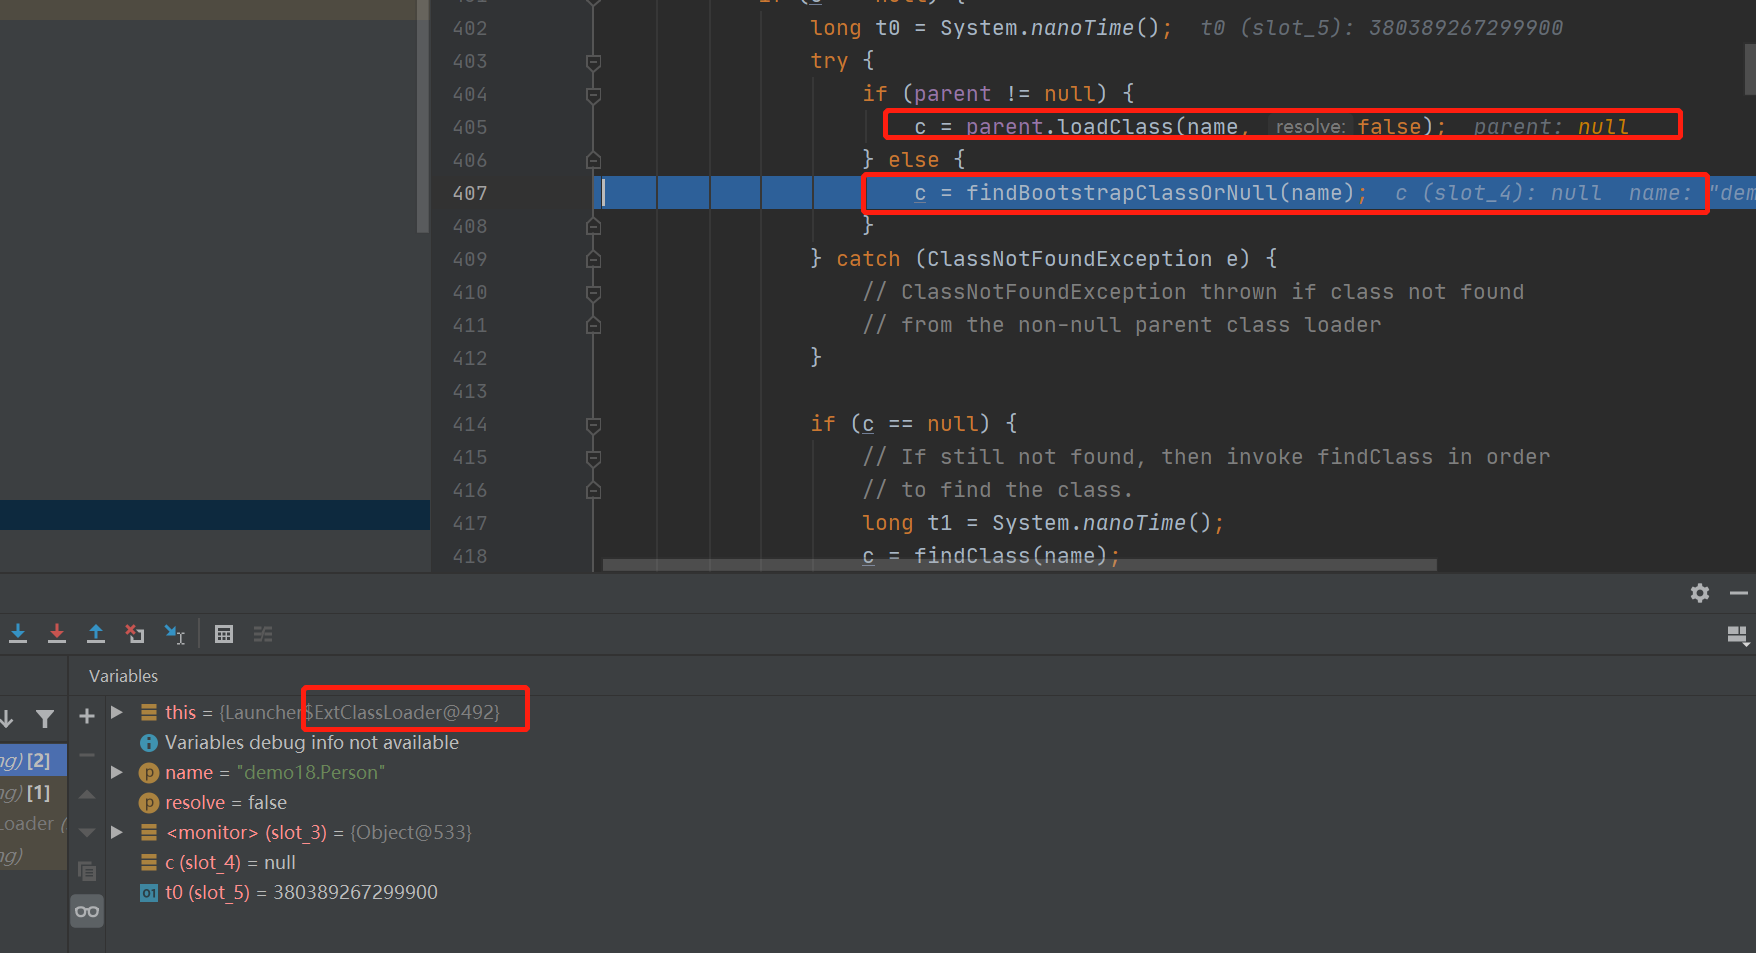 402 long t0 = System.nanoTime(); t0 (slot_5): 380389267299900
403 try {
404 if (parent != null) {
405 c = parent.loadClass(name, resolve: false); parent: null
406 } else {
407 c = findBootstrapClassOrNull(name); c (slot_4): null name: "dem
408 }
409 } catch (ClassNotFoundException e) {
410 // ClassNotFoundException thrown if class not found
411 // from the non-null parent class loader
412 }
413
414 if (c == null) {
415 // If still not found, then invoke findClass in order
416 // to find the class.
417 long t1 = System.nanoTime();
418 c = findClass(name);
Variables
this = {Launcher$ExtClassLoader@492}
Variables debug info not available
ng) [2]
name = "demo18.Person"
ng) [1]
resolve = false
Loader (
<monitor> (slot_3) = {Object@533}
ng)
c (slot_4) = null
t0 (slot_5) = 380389267299900